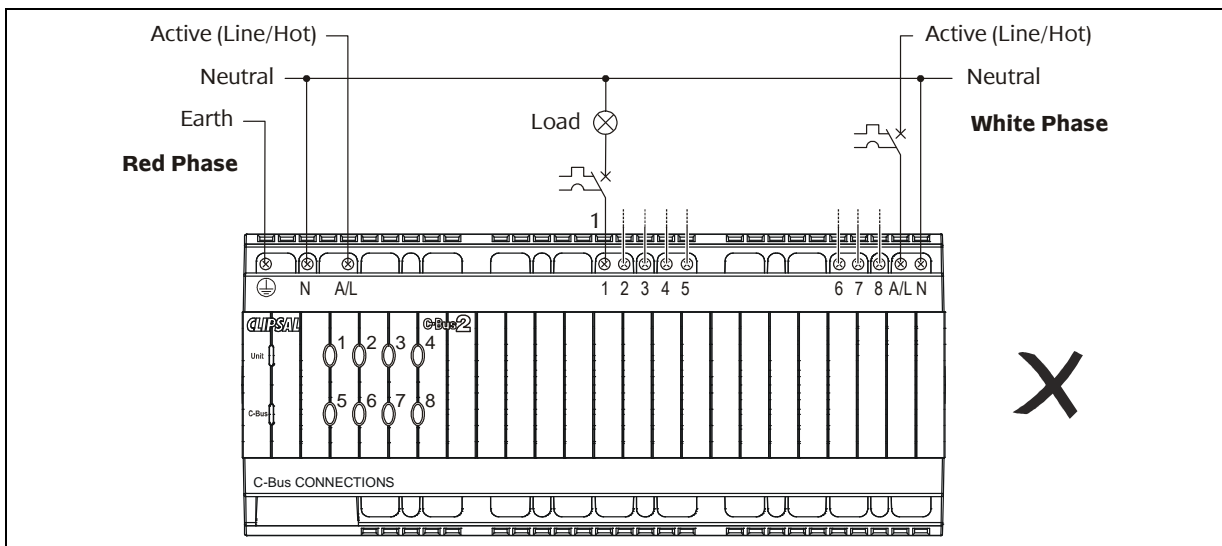 Active (Line/Hot)
Active (Line/Hot)
Neutral
Neutral
Earth
Load
White Phase
Red Phase
1
N A/L 1 2 3 4 5 6 7 8 A/L N
CLIPSAL C-Bus2
Unit 1 2 3 4
C-Bus 5 6 7 8
C-Bus CONNECTIONS